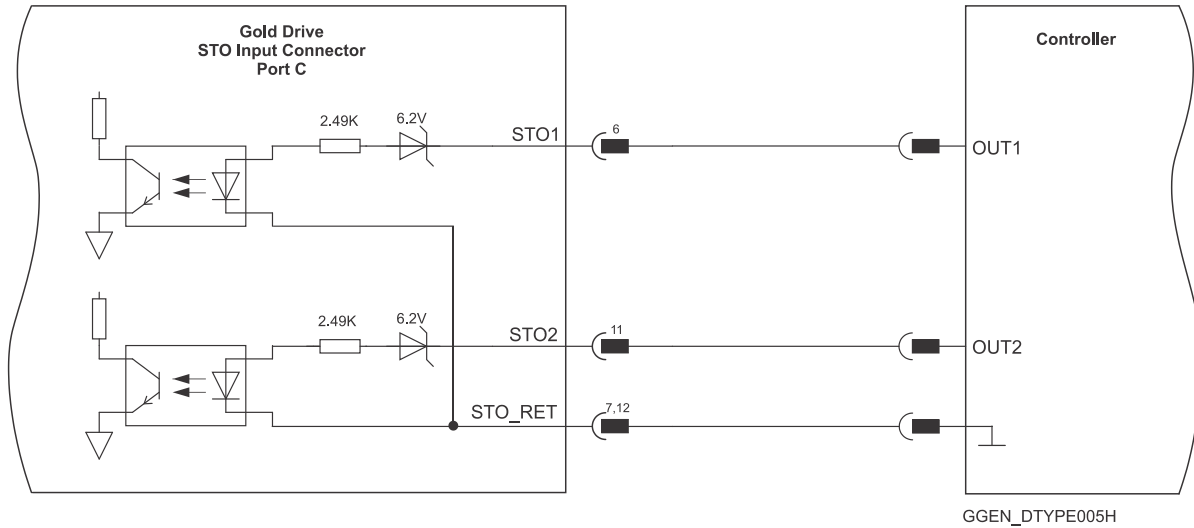 Gold Drive
STO Input Connector
Port C
Controller
2.49K
6.2V
STO1
6
OUT1
2.49K
6.2V
STO2
11
OUT2
STO_RET
7,12
GGEN_DTYPE005H